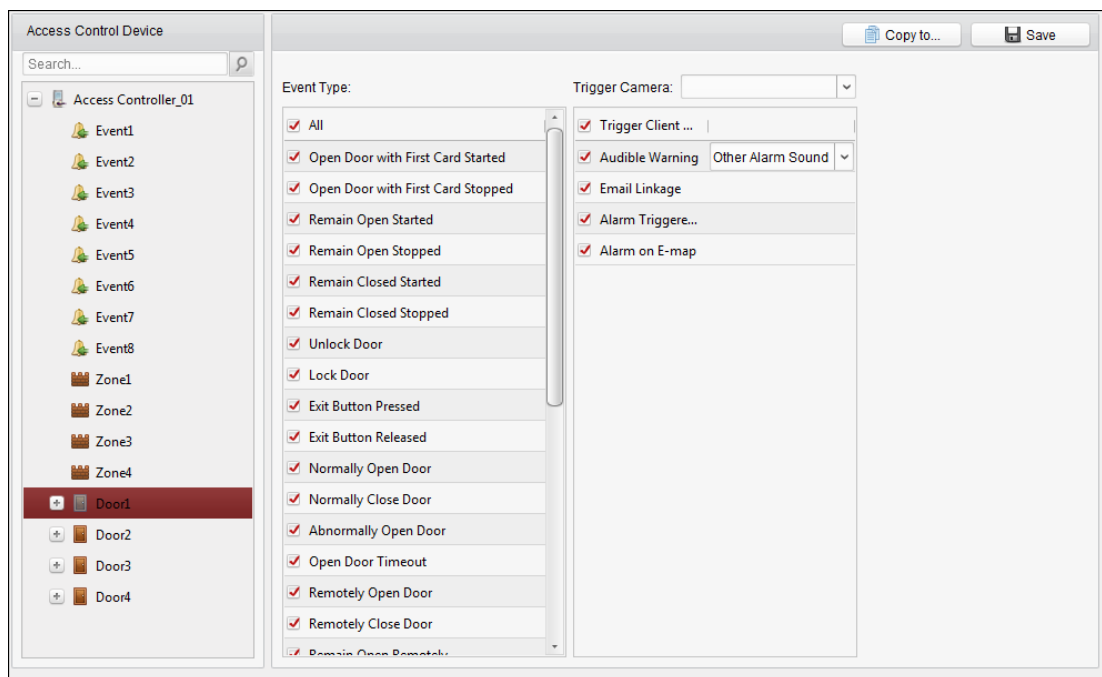 Access Control Device
Copy to...
Save
Search...
Access Controller_01
Event1
Event2
Event3
Event4
Event5
Event6
Event7
Event8
Zone1
Zone2
Zone3
Zone4
Door1
Door2
Door3
Door4
Event Type:
All
Open Door with First Card Started
Open Door with First Card Stopped
Remain Open Started
Remain Open Stopped
Remain Closed Started
Remain Closed Stopped
Unlock Door
Lock Door
Exit Button Pressed
Exit Button Released
Normally Open Door
Normally Close Door
Abnormally Open Door
Open Door Timeout
Remotely Open Door
Remotely Close Door
Remain Open Remotely
Trigger Camera:
Trigger Client ...
Audible Warning Other Alarm Sound
Email Linkage
Alarm Triggere...
Alarm on E-map